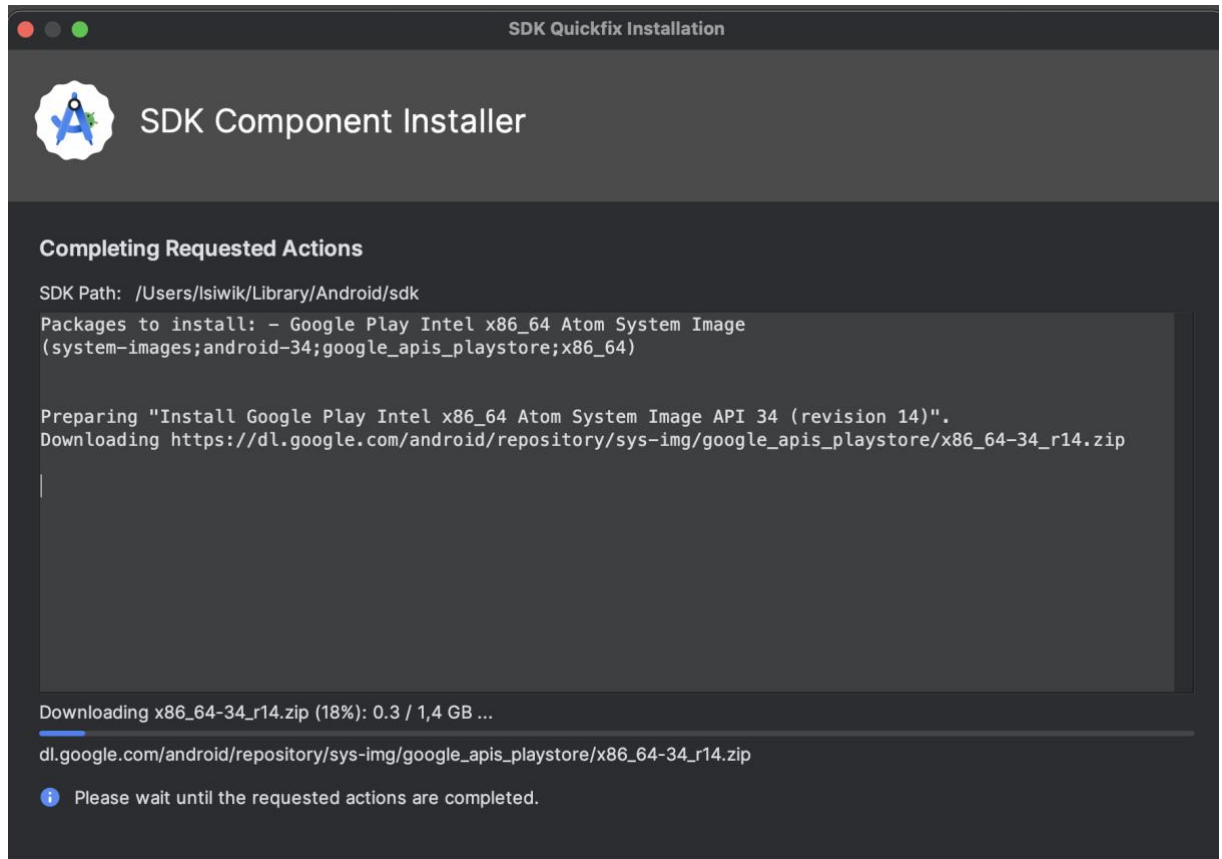 SDK Quickfix Installation
SDK Component Installer
Completing Requested Actions
SDK Path: /Users/lsiwik/Library/Android/sdk
Packages to install: – Google Play Intel x86_64 Atom System Image
(system-images;android-34;google_apis_playstore;x86_64)
Preparing "Install Google Play Intel x86_64 Atom System Image API 34 (revision 14)".
Downloading https://dl.google.com/android/repository/sys-img/google_apis_playstore/x86_64-34_r14.zip
Downloading x86_64-34_r14.zip (18%): 0.3 / 1,4 GB ...
dl.google.com/android/repository/sys-img/google_apis_playstore/x86_64-34_r14.zip
Please wait until the requested actions are completed.